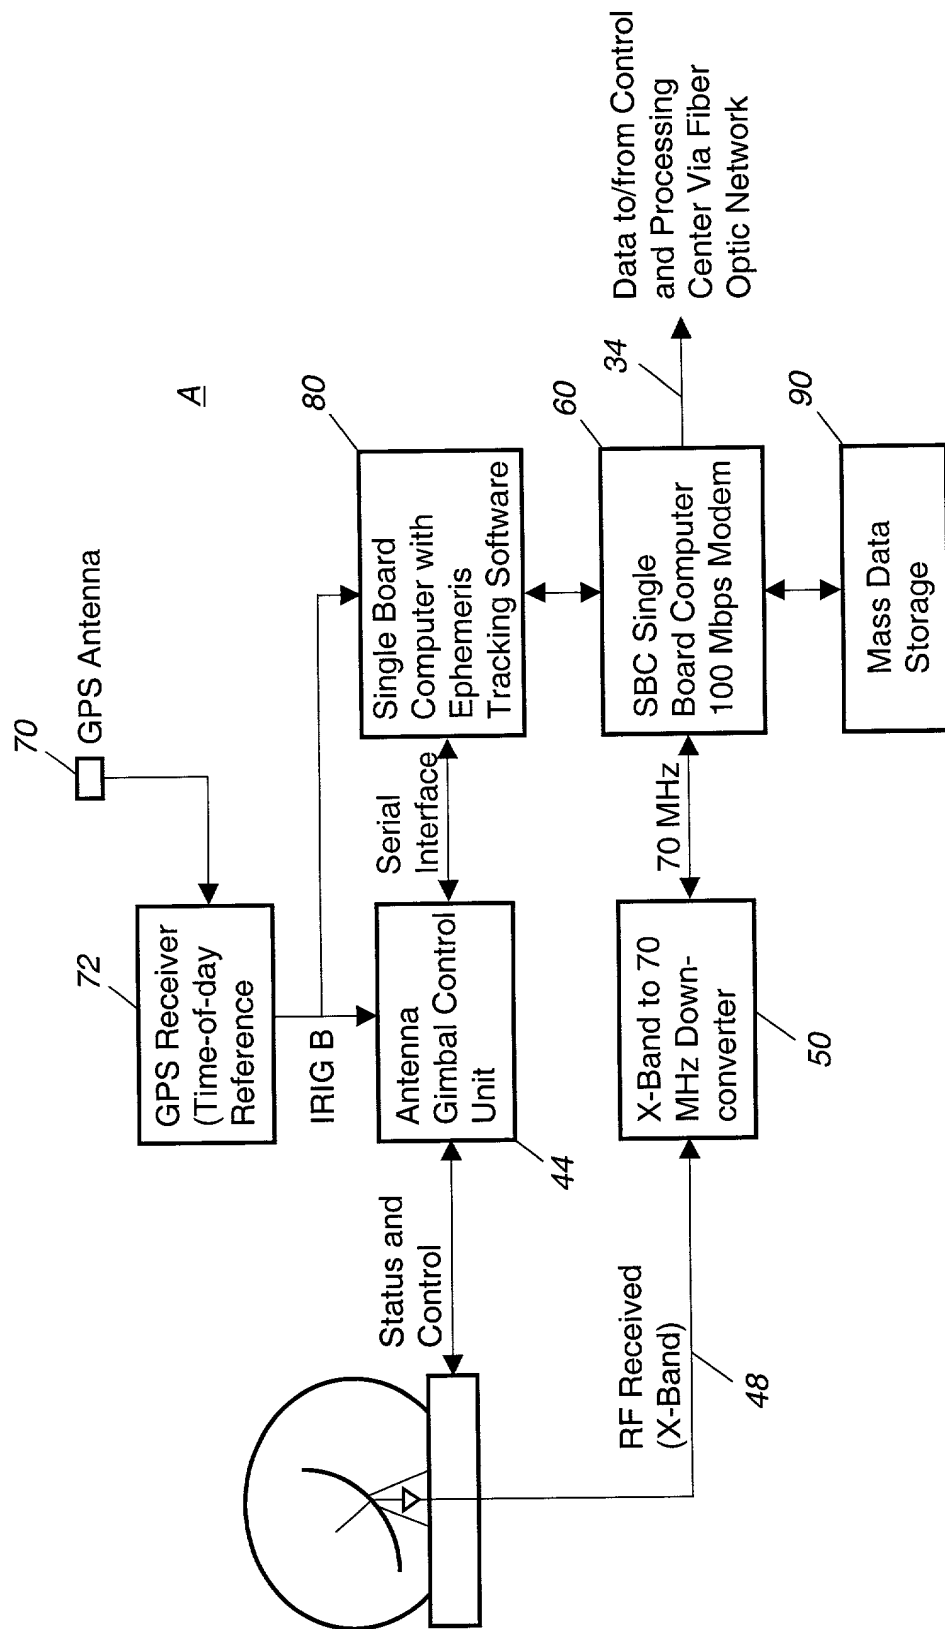 70
GPS Antenna
A
72
GPS Receiver
(Time-of-day
Reference
IRIG B
80
Single Board
Computer with
Ephemeris
Tracking Software
Serial
Interface
Antenna
Gimbal Control
Unit
44
Status and
Control
60
SBC Single
Board Computer
100 Mbps Modem
34
Data to/from Control
and Processing
Center Via Fiber
Optic Network
70 MHz
X-Band to 70
MHz Down-
converter
50
RF Received
(X-Band)
48
90
Mass Data
Storage